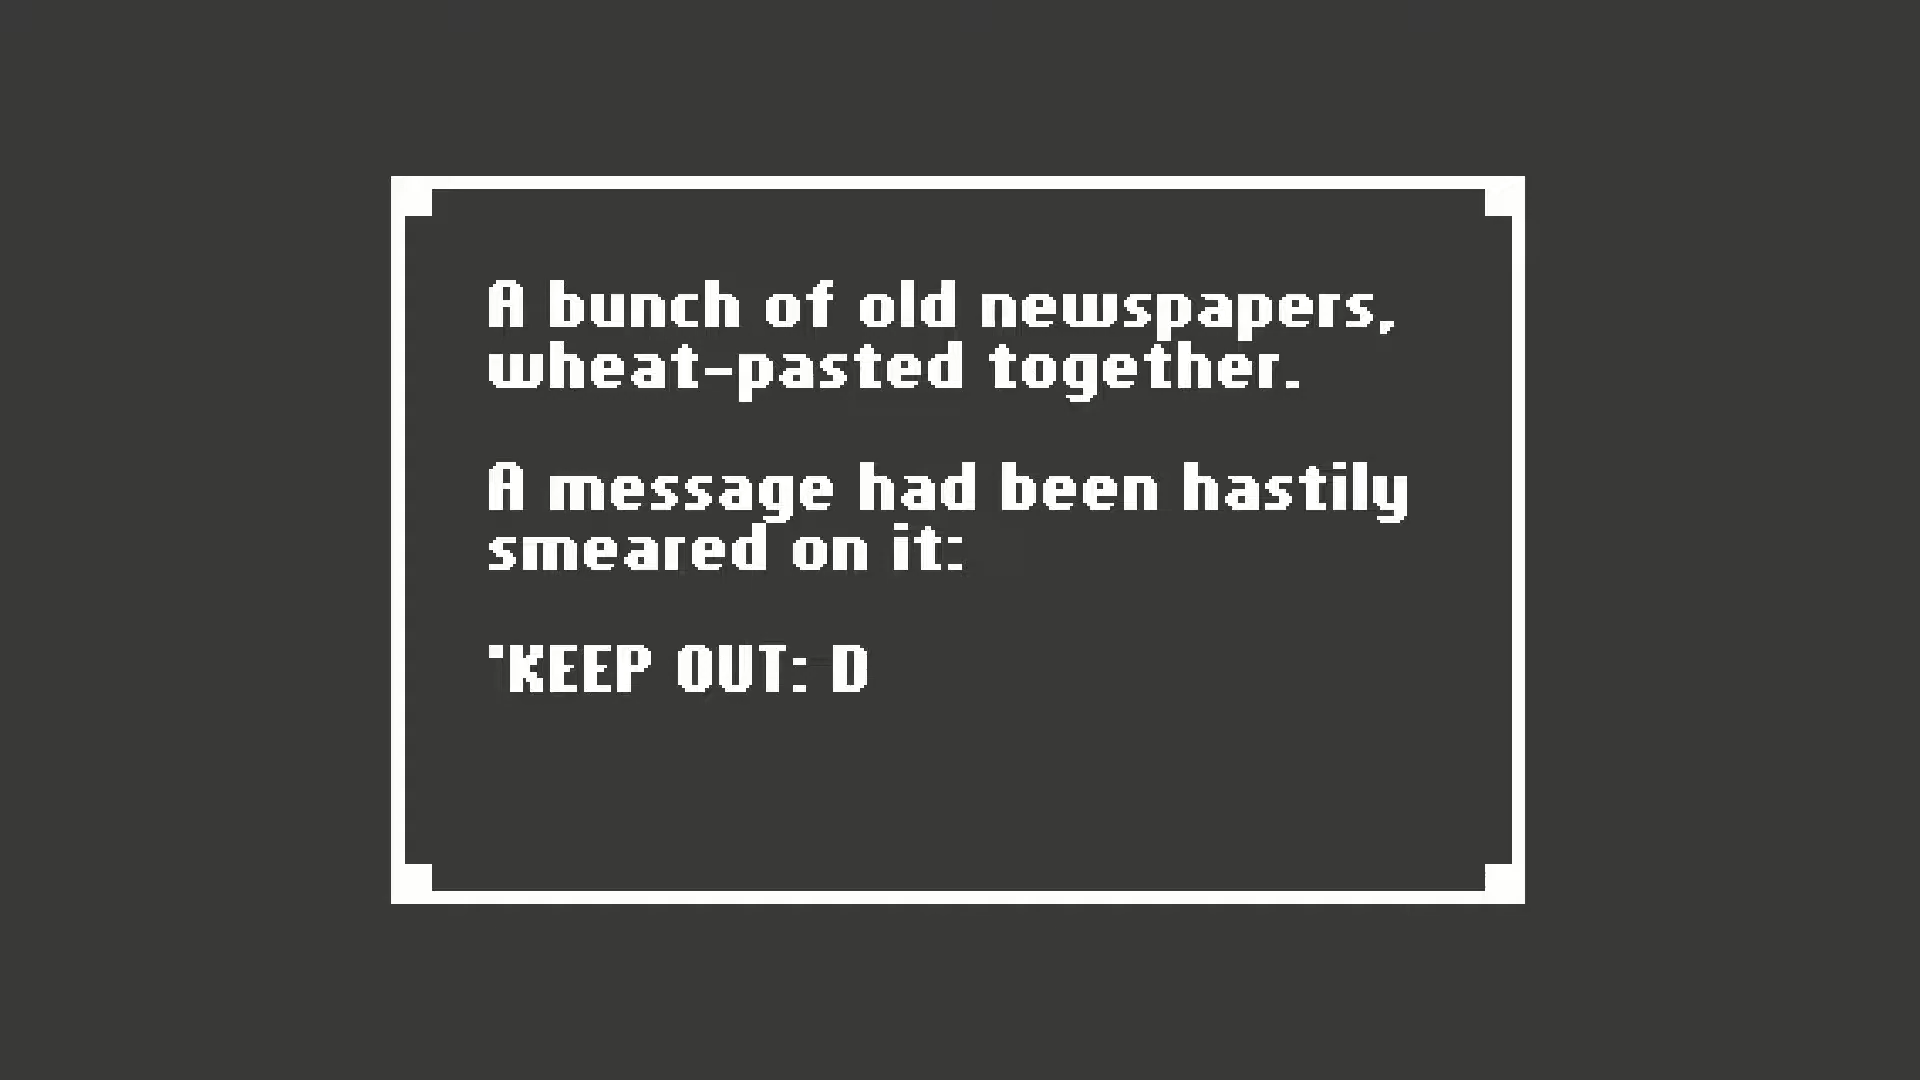 A bunch of old newspapers,
wheat-pasted together.
A message had been hastily
smeared on it:
"KEEP OUT: D